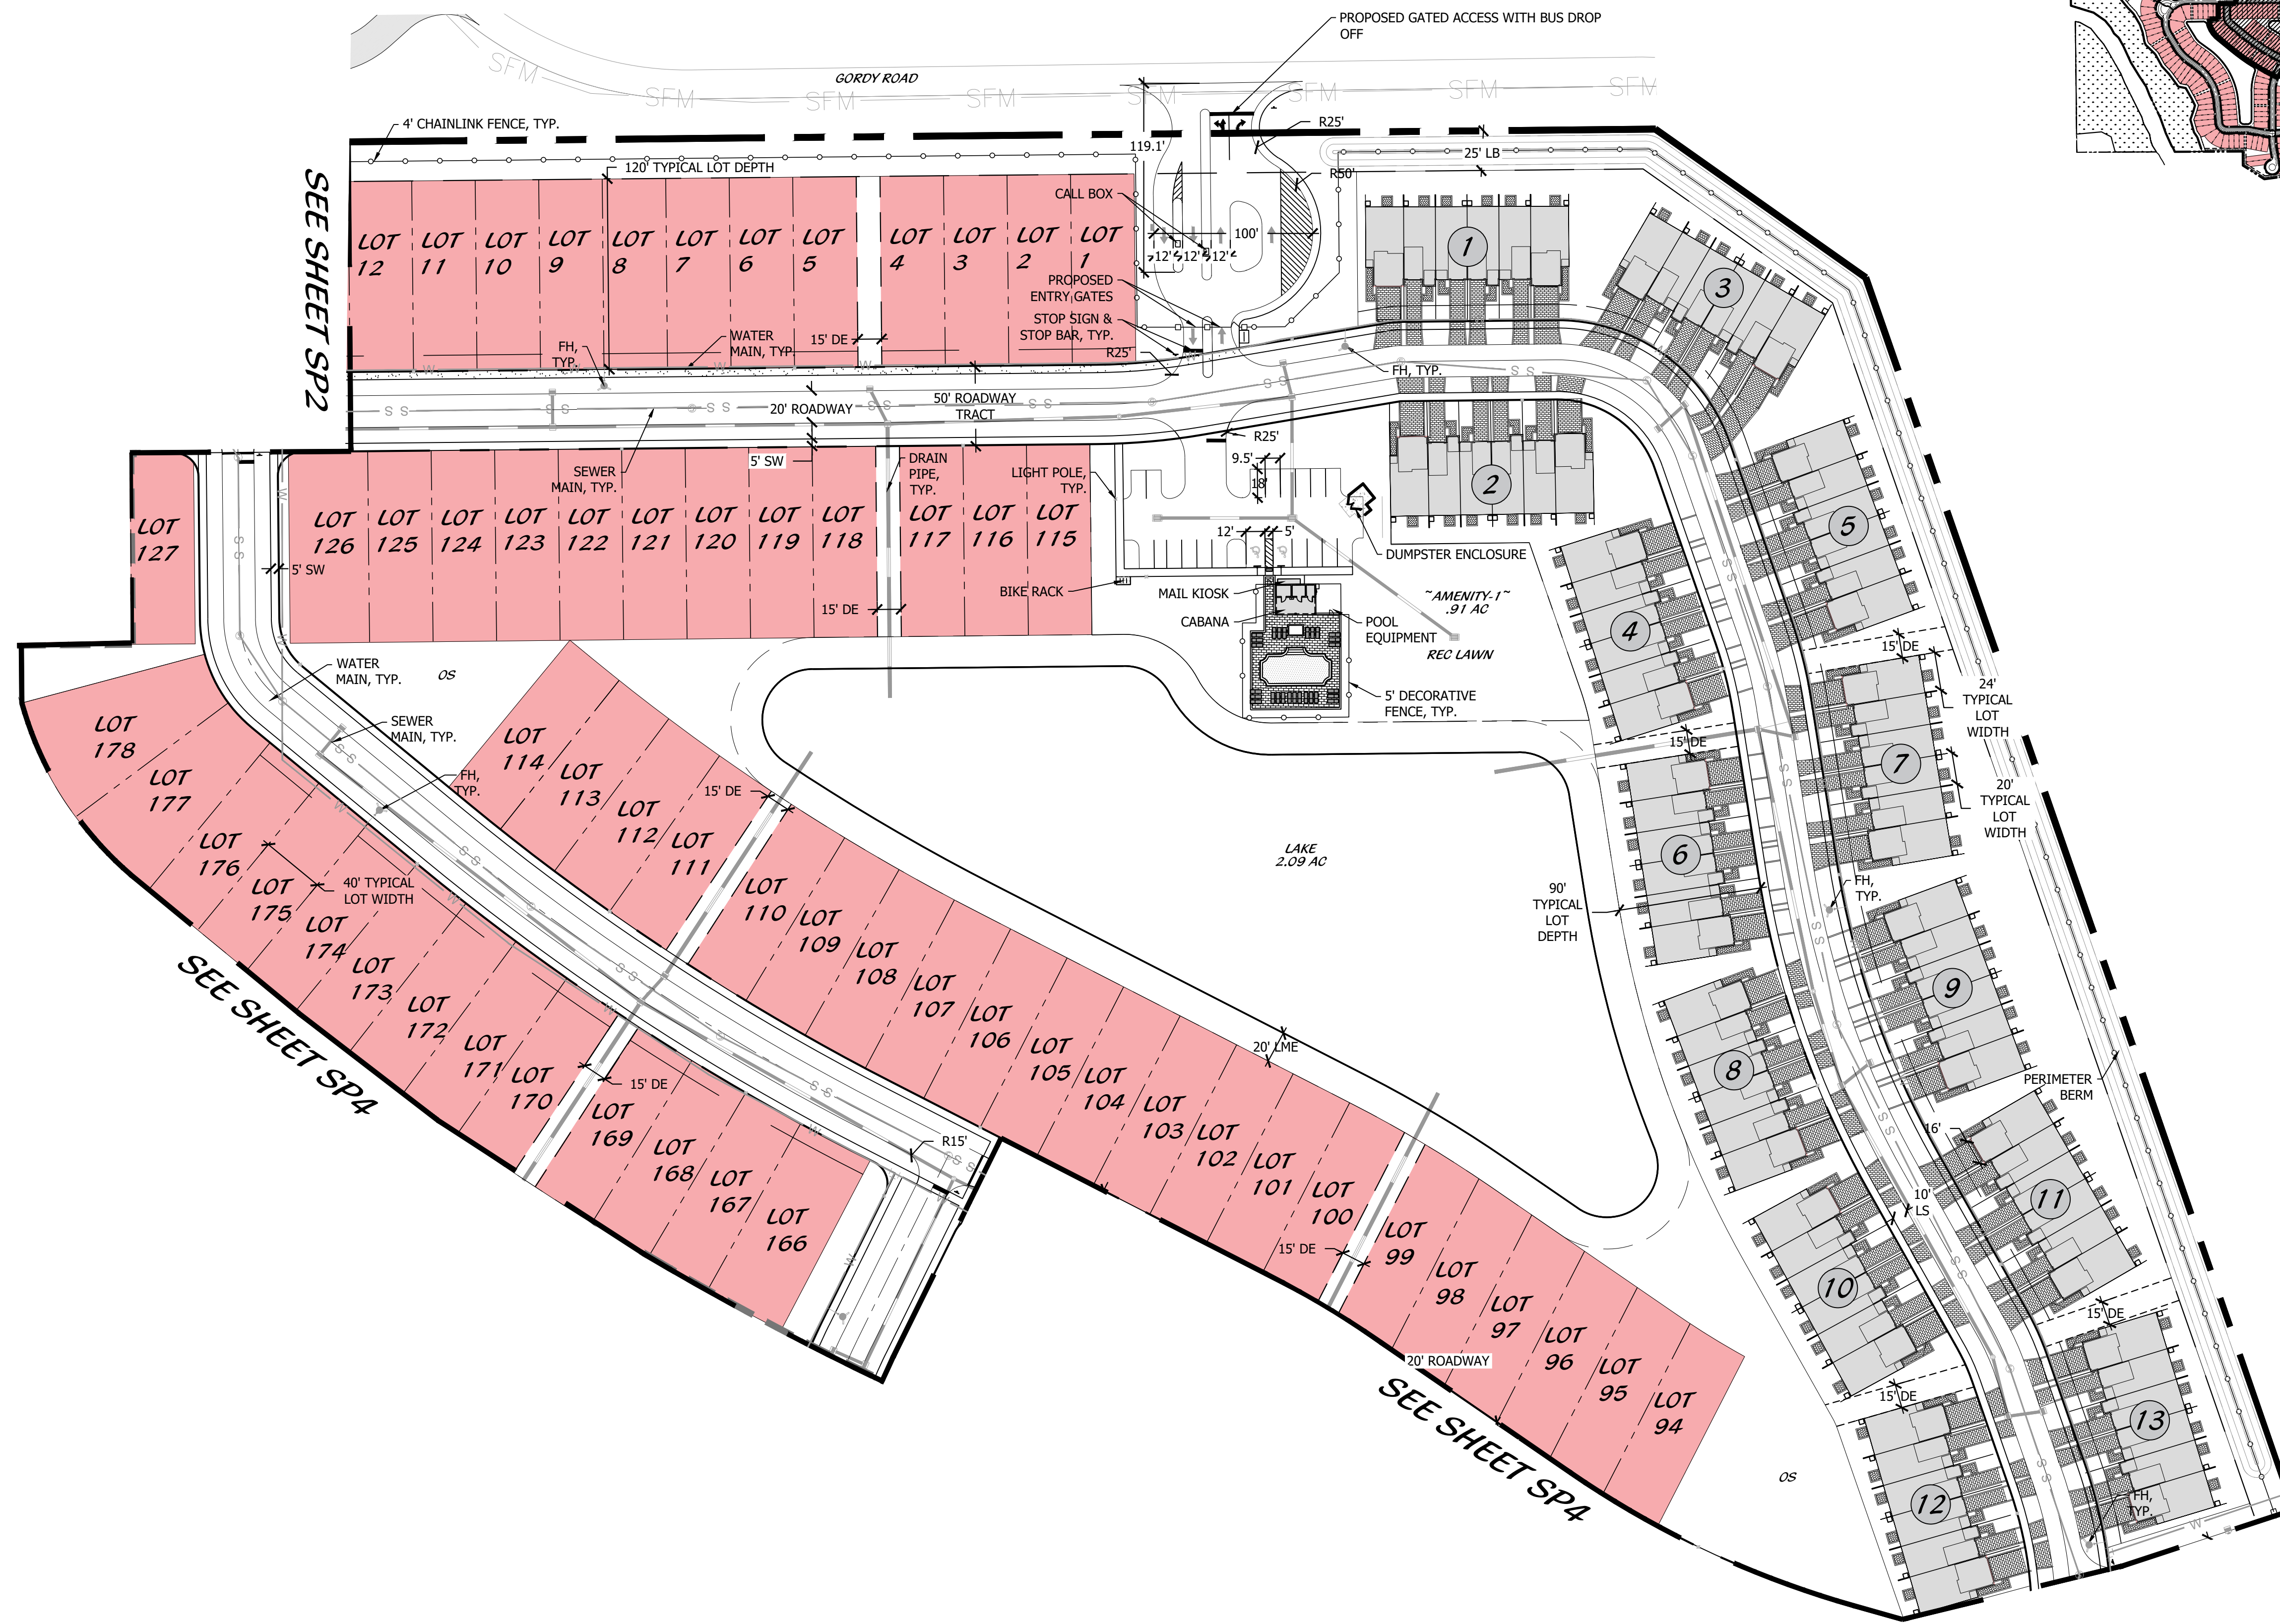 PROPOSED GATED ACCESS WITH BUS DROP
OFF
GORDY ROAD
SFM
SFM
SFM
SFM
SFM
SFM
SFM
SFM
4' CHAINLINK FENCE, TYP.
R25'
119.1'
25' LB
120' TYPICAL LOT DEPTH
R50'
SEE SHEET SP2
CALL BOX
LOT
12
LOT
11
LOT
10
LOT
9
LOT
8
LOT
7
LOT
6
LOT
5
LOT
4
LOT
3
LOT
2
LOT
1
100'
12'
12'
12'
1
3
PROPOSED
ENTRY GATES
STOP SIGN &
STOP BAR, TYP.
WATER
MAIN, TYP.
15' DE
FH,
TYP.
R25'
FH, TYP.
20' ROADWAY
50' ROADWAY
TRACT
5' SW
SEWER
MAIN, TYP.
DRAIN
PIPE,
TYP.
LIGHT POLE,
TYP.
R25'
9.5'
18'
2
LOT
127
LOT
126
LOT
125
LOT
124
LOT
123
LOT
122
LOT
121
LOT
120
LOT
119
LOT
118
LOT
117
LOT
116
LOT
115
12'
5'
5
5' SW
DUMPSTER ENCLOSURE
BIKE RACK
MAIL KIOSK
CABANA
15' DE
~AMENITY-1~
.91 AC
POOL
EQUIPMENT
REC LAWN
4
15' DE
WATER
MAIN, TYP.
OS
5' DECORATIVE
FENCE, TYP.
24'
TYPICAL
LOT
WIDTH
SEWER
MAIN, TYP.
15' DE
7
20'
TYPICAL
LOT
WIDTH
LOT
178
LOT
177
LOT
176
LOT
175
LOT
174
LOT
173
LOT
172
LOT
171
LOT
170
LOT
169
LOT
168
LOT
167
LOT
166
FH,
TYP.
40' TYPICAL
LOT WIDTH
LOT
114
LOT
113
LOT
112
LOT
111
15' DE
LOT
110
LOT
109
LOT
108
LOT
107
LOT
106
LOT
105
LOT
104
LOT
103
LOT
102
LOT
101
LOT
100
LOT
99
LOT
98
LOT
97
LOT
96
LOT
95
LOT
94
LAKE
2.09 AC
6
90'
TYPICAL
LOT
DEPTH
FH,
TYP.
9
SEE SHEET SP4
20' LME
8
PERIMETER
BERM
15' DE
16'
R15'
11
10'
LS
15' DE
10
15' DE
20' ROADWAY
SEE SHEET SP4
15' DE
13
OS
12
FH,
TYP.